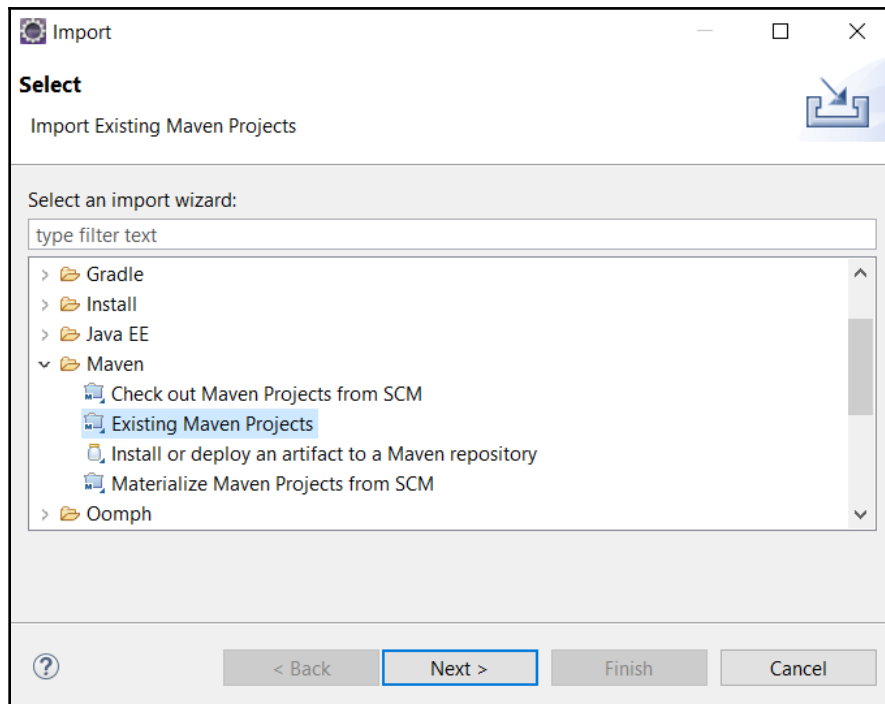 Import
Select
Import Existing Maven Projects
Select an import wizard:
type filter text
Gradle
Install
Java EE
Maven
Check out Maven Projects from SCM
Existing Maven Projects
Install or deploy an artifact to a Maven repository
Materialize Maven Projects from SCM
Oomph
? < Back Next > Finish Cancel